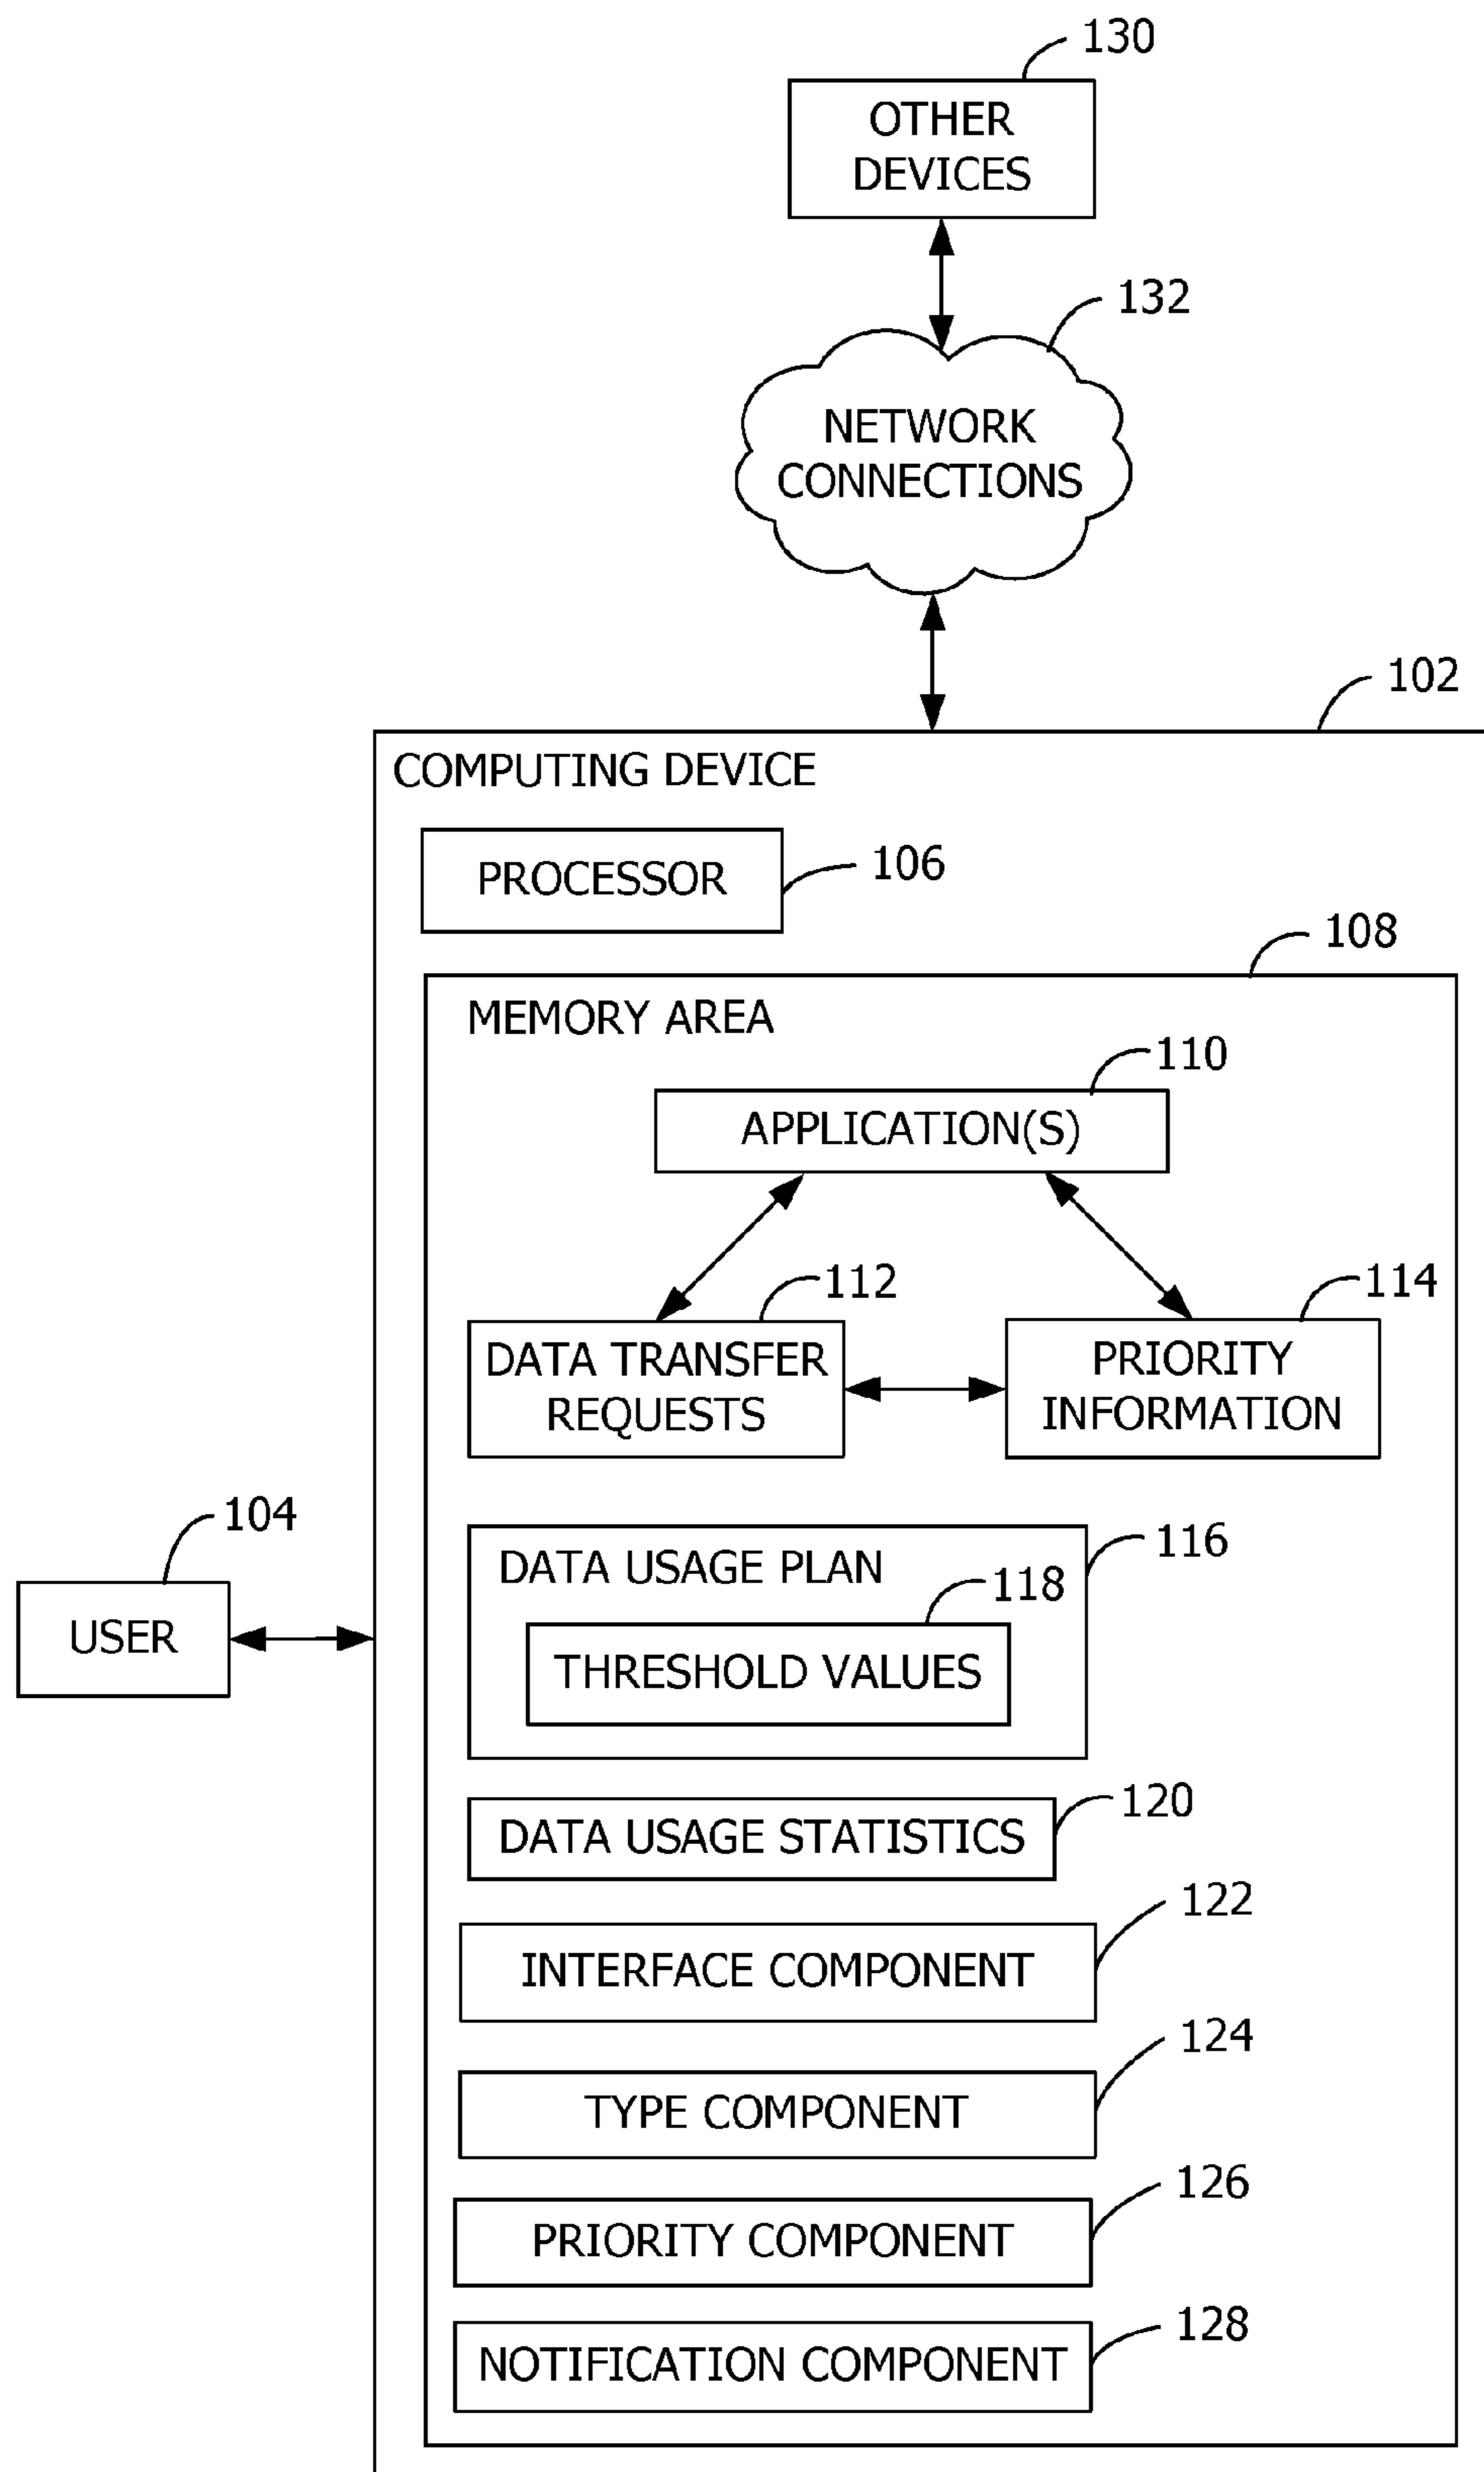 130
OTHER
DEVICES
132
NETWORK
CONNECTIONS
102
COMPUTING DEVICE
PROCESSOR
106
108
MEMORY AREA
110
APPLICATION(S)
112
114
DATA TRANSFER
REQUESTS
PRIORITY
INFORMATION
104
USER
116
DATA USAGE PLAN
118
THRESHOLD VALUES
120
DATA USAGE STATISTICS
122
INTERFACE COMPONENT
124
TYPE COMPONENT
126
PRIORITY COMPONENT
128
NOTIFICATION COMPONENT